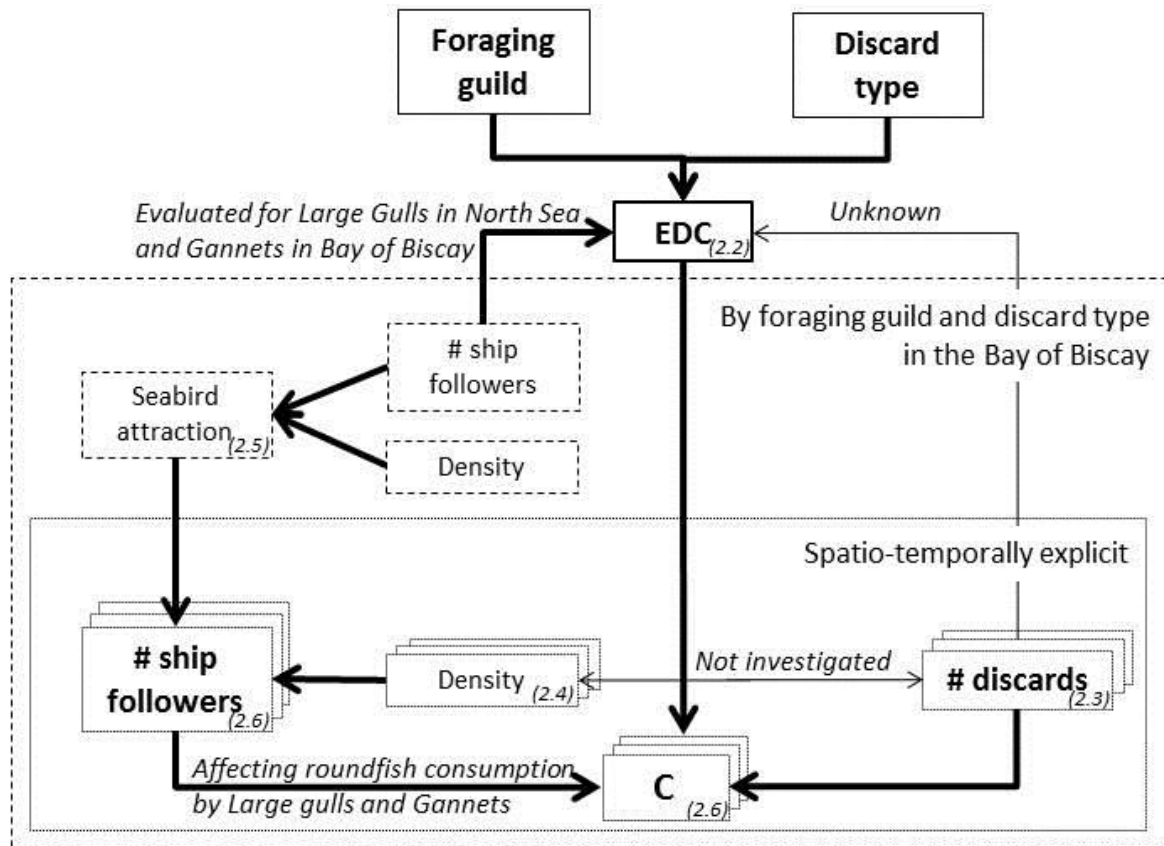 Foraging
guild
Discard
type
Evaluated for Large Gulls in North Sea
and Gannets in Bay of Biscay
EDC
(2.2)
Unknown
By foraging guild and discard type
in the Bay of Biscay
# ship
followers
Seabird
attraction
(2.5)
Density
Spatio-temporally explicit
# ship
followers
(2.6)
Density
(2.4)
Not investigated
# discards
(2.3)
Affecting roundfish consumption
by Large gulls and Gannets
C
(2.6)